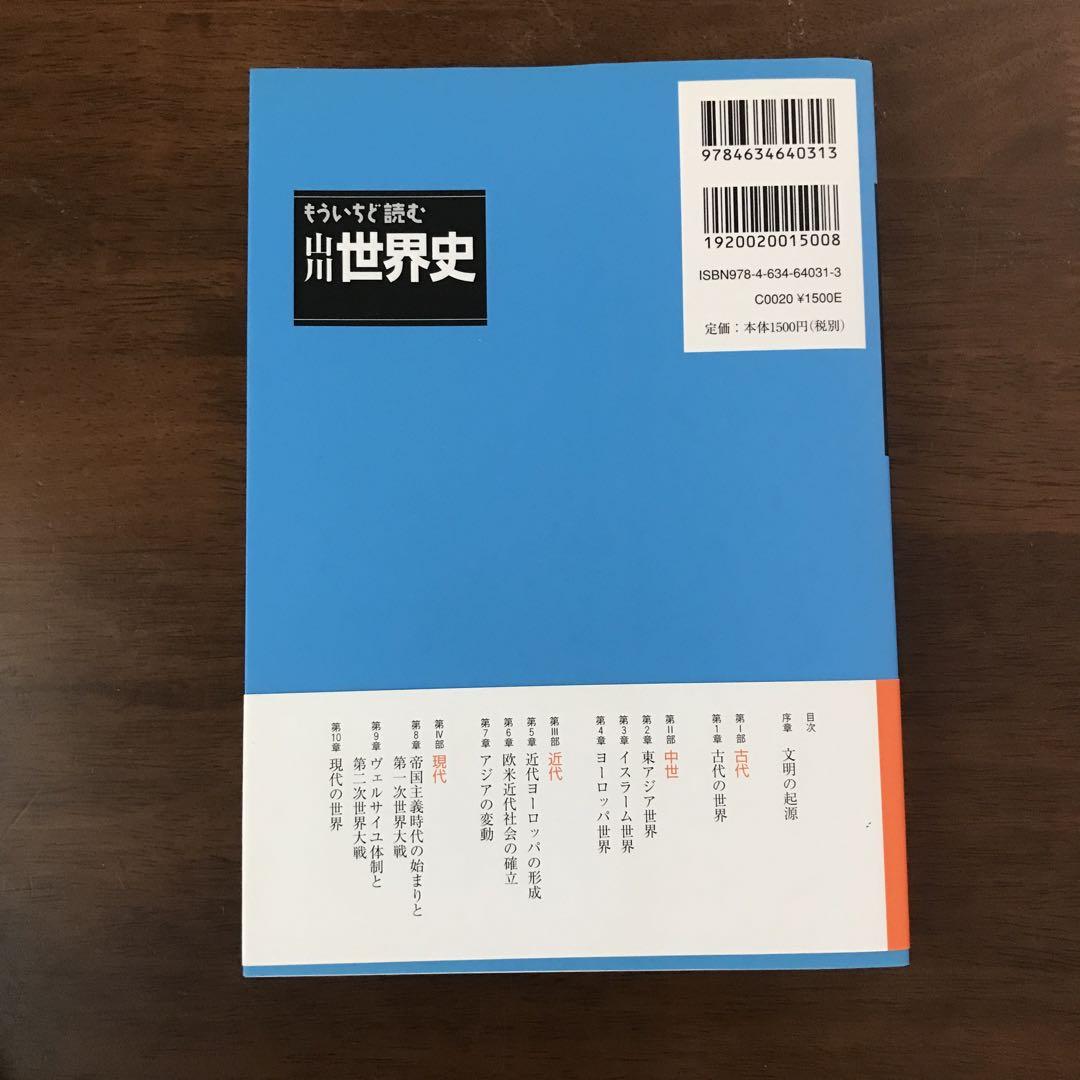 もういちど読む
山川 世界史
9784634640313
1920020015008
ISBN978-4-634-64031-3
C0020 ¥1500E
定価：本体1500円(税別)
目次
序章 文明の起源
第Ⅰ部 古代
第1章 古代の世界
第Ⅱ部 中世
第2章 東アジア世界
第3章 イスラーム世界
第4章 ヨーロッパ世界
第Ⅲ部 近代
第5章 近代ヨーロッパの形成
第6章 欧米近代社会の確立
第7章 アジアの変動
第Ⅳ部 現代
第8章 帝国主義時代の始まりと
第一次世界大戦
第9章 ヴェルサイユ体制と
第二次世界大戦
第10章 現代の世界